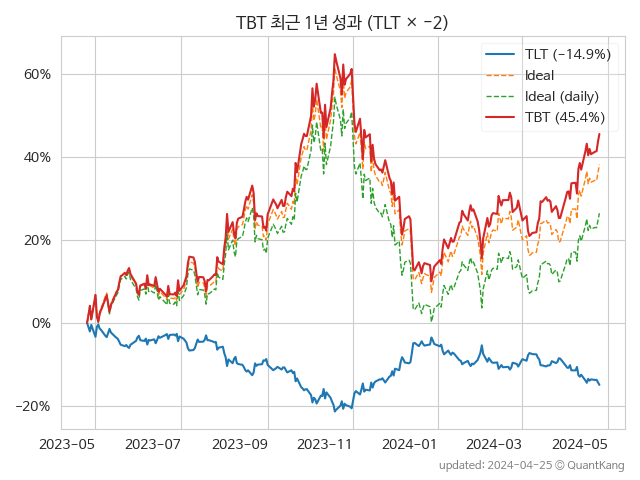 TBT 최근 1년 성과 (TLT × −2)
TLT (−14.9%)
Ideal
Ideal (daily)
TBT (45.4%)
60%
40%
20%
0%
−20%
2023-05 2023-07 2023-09 2023-11 2024-01 2024-03 2024-05
updated: 2024-04-25 © QuantKang